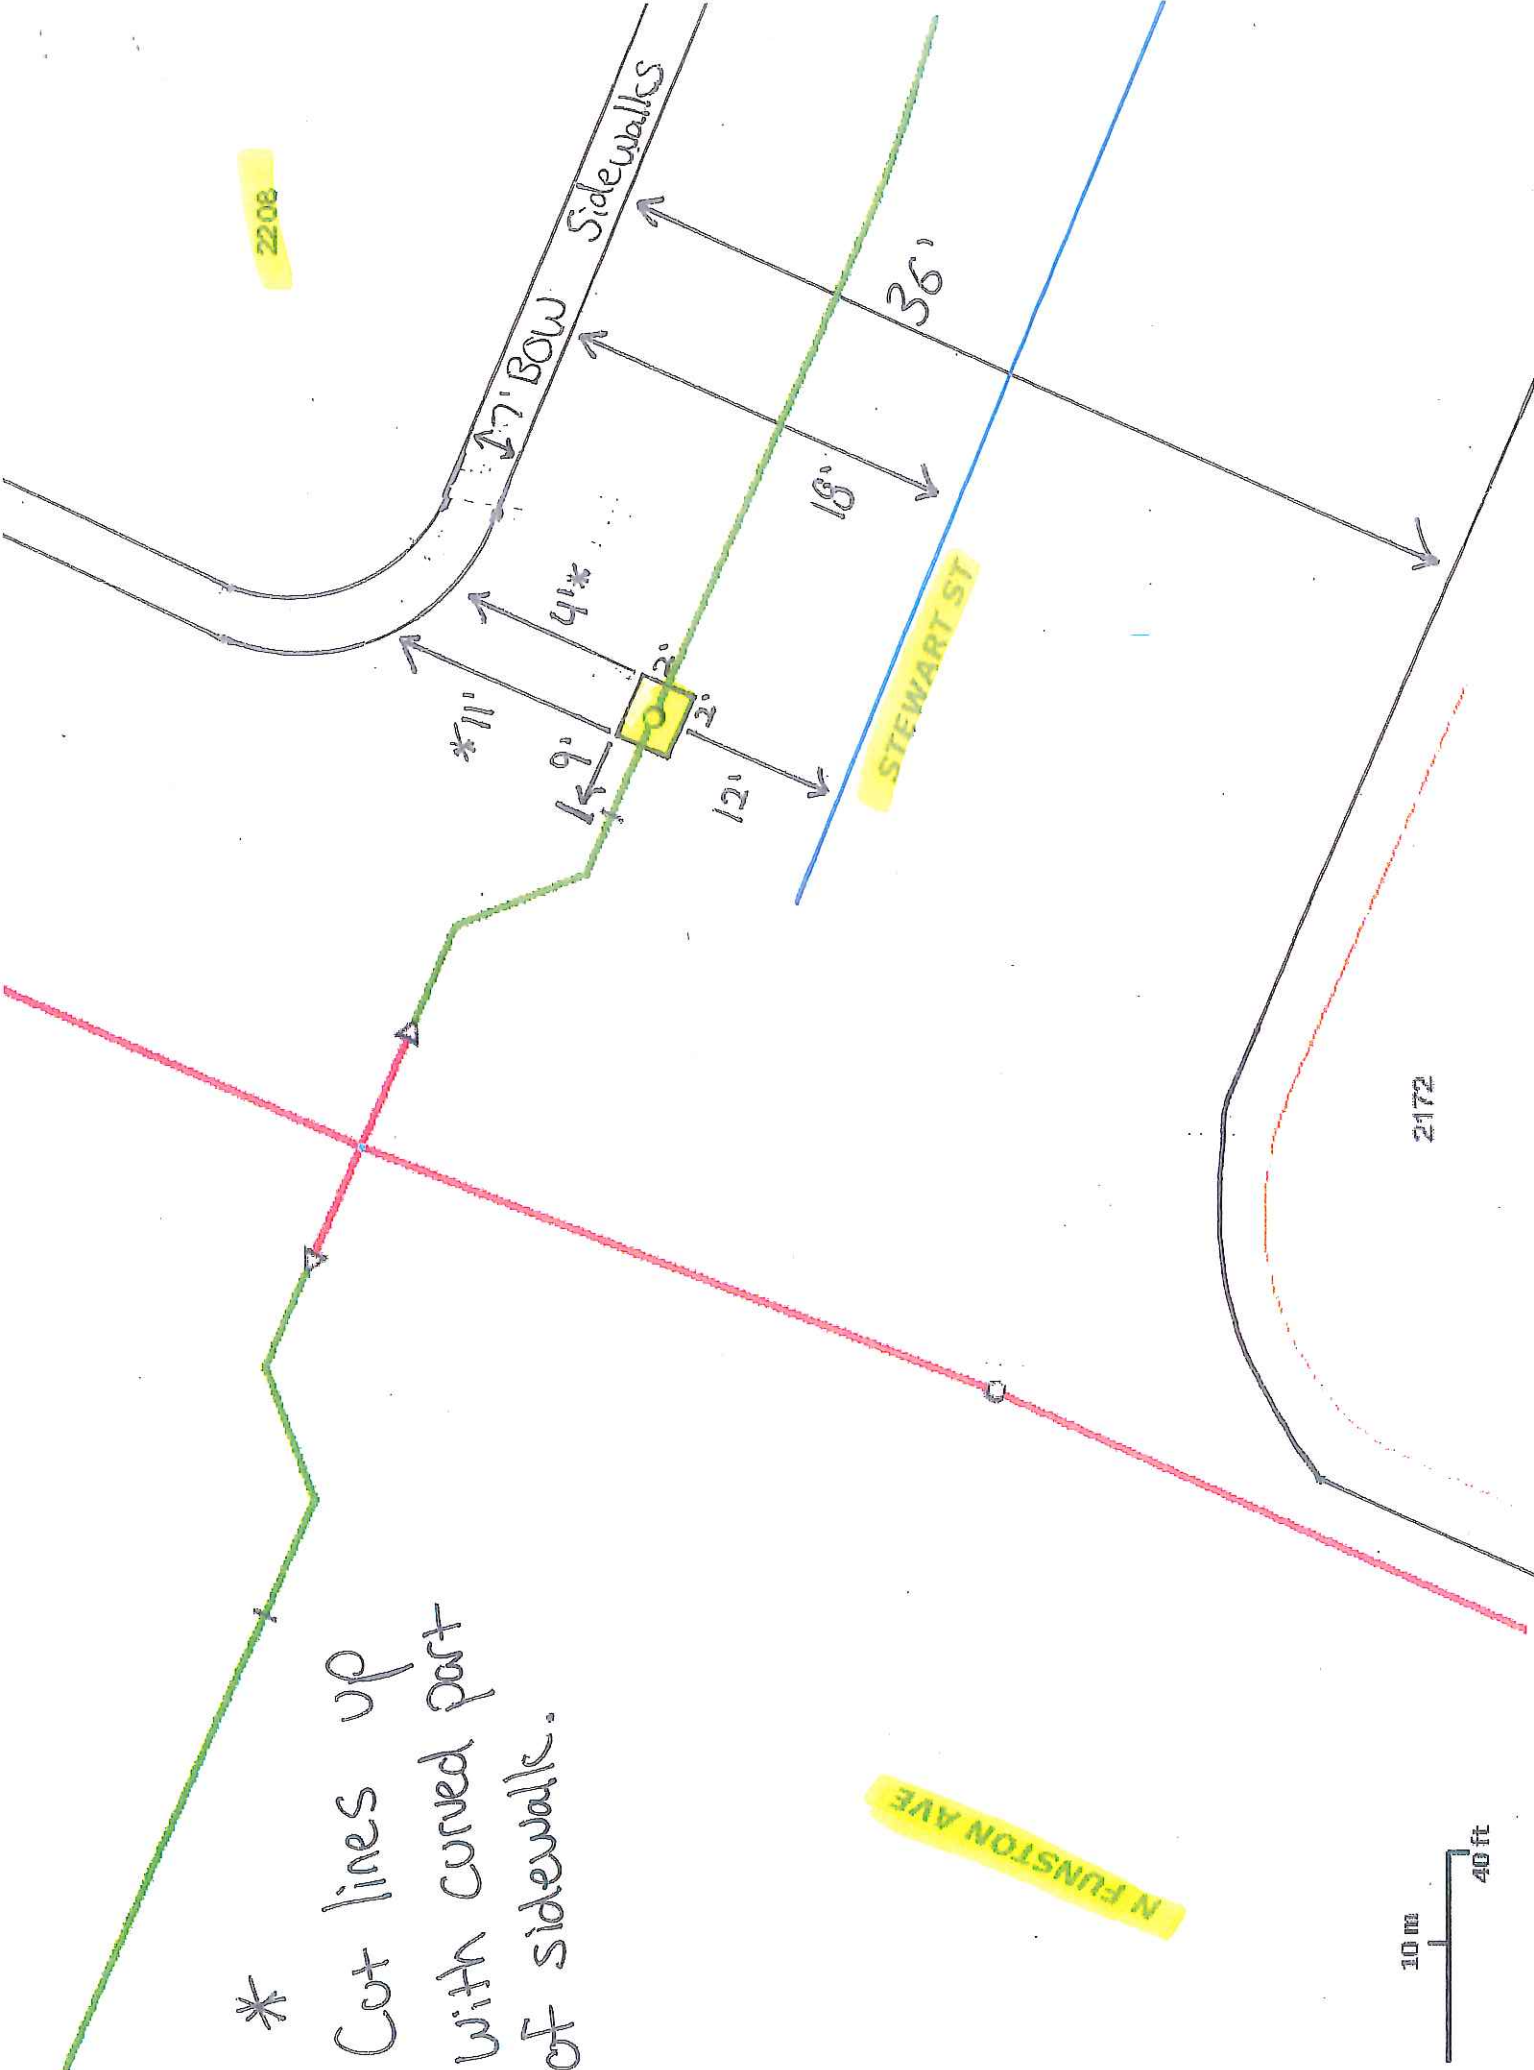 2208
7' BOW Sidewalks
36'
18'
4'*
*11'
9'
2'
2'
12'
STEWART ST
2172
*
Cut lines up
with curved part
of sidewalk.
N FUNSTON AVE
10 m
40 ft